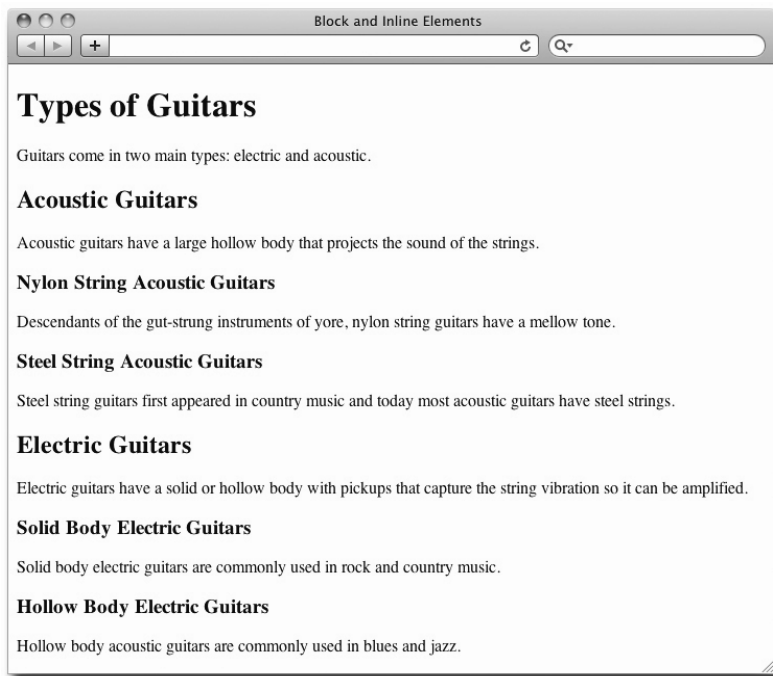 Block and Inline Elements
Types of Guitars
Guitars come in two main types: electric and acoustic.
Acoustic Guitars
Acoustic guitars have a large hollow body that projects the sound of the strings.
Nylon String Acoustic Guitars
Descendants of the gut-strung instruments of yore, nylon string guitars have a mellow tone.
Steel String Acoustic Guitars
Steel string guitars first appeared in country music and today most acoustic guitars have steel strings.
Electric Guitars
Electric guitars have a solid or hollow body with pickups that capture the string vibration so it can be amplified.
Solid Body Electric Guitars
Solid body electric guitars are commonly used in rock and country music.
Hollow Body Electric Guitars
Hollow body acoustic guitars are commonly used in blues and jazz.